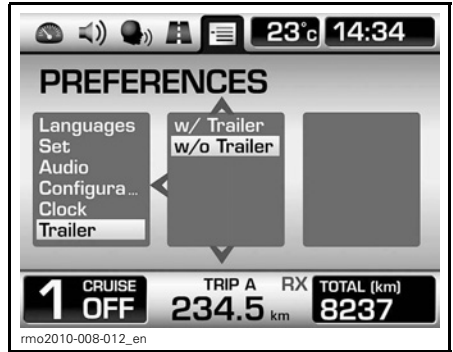 23°c 14:34
PREFERENCES
Languages
Set
Audio
Configura...
Clock
Trailer
w/ Trailer
w/o Trailer
1 CRUISE OFF
TRIP A RX
234.5 km
TOTAL (km)
8237
rmo2010-008-012_en